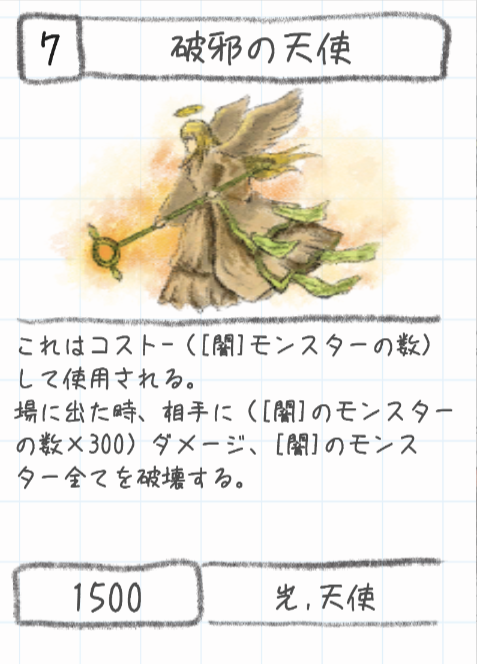 7
破邪の天使
これはコストー([闇]モンスターの数)
して使用される。
場に出た時、相手に([闇]のモンスター
の数×300)ダメージ、[闇]のモンス
ター全てを破壊する。
1500
光,天使